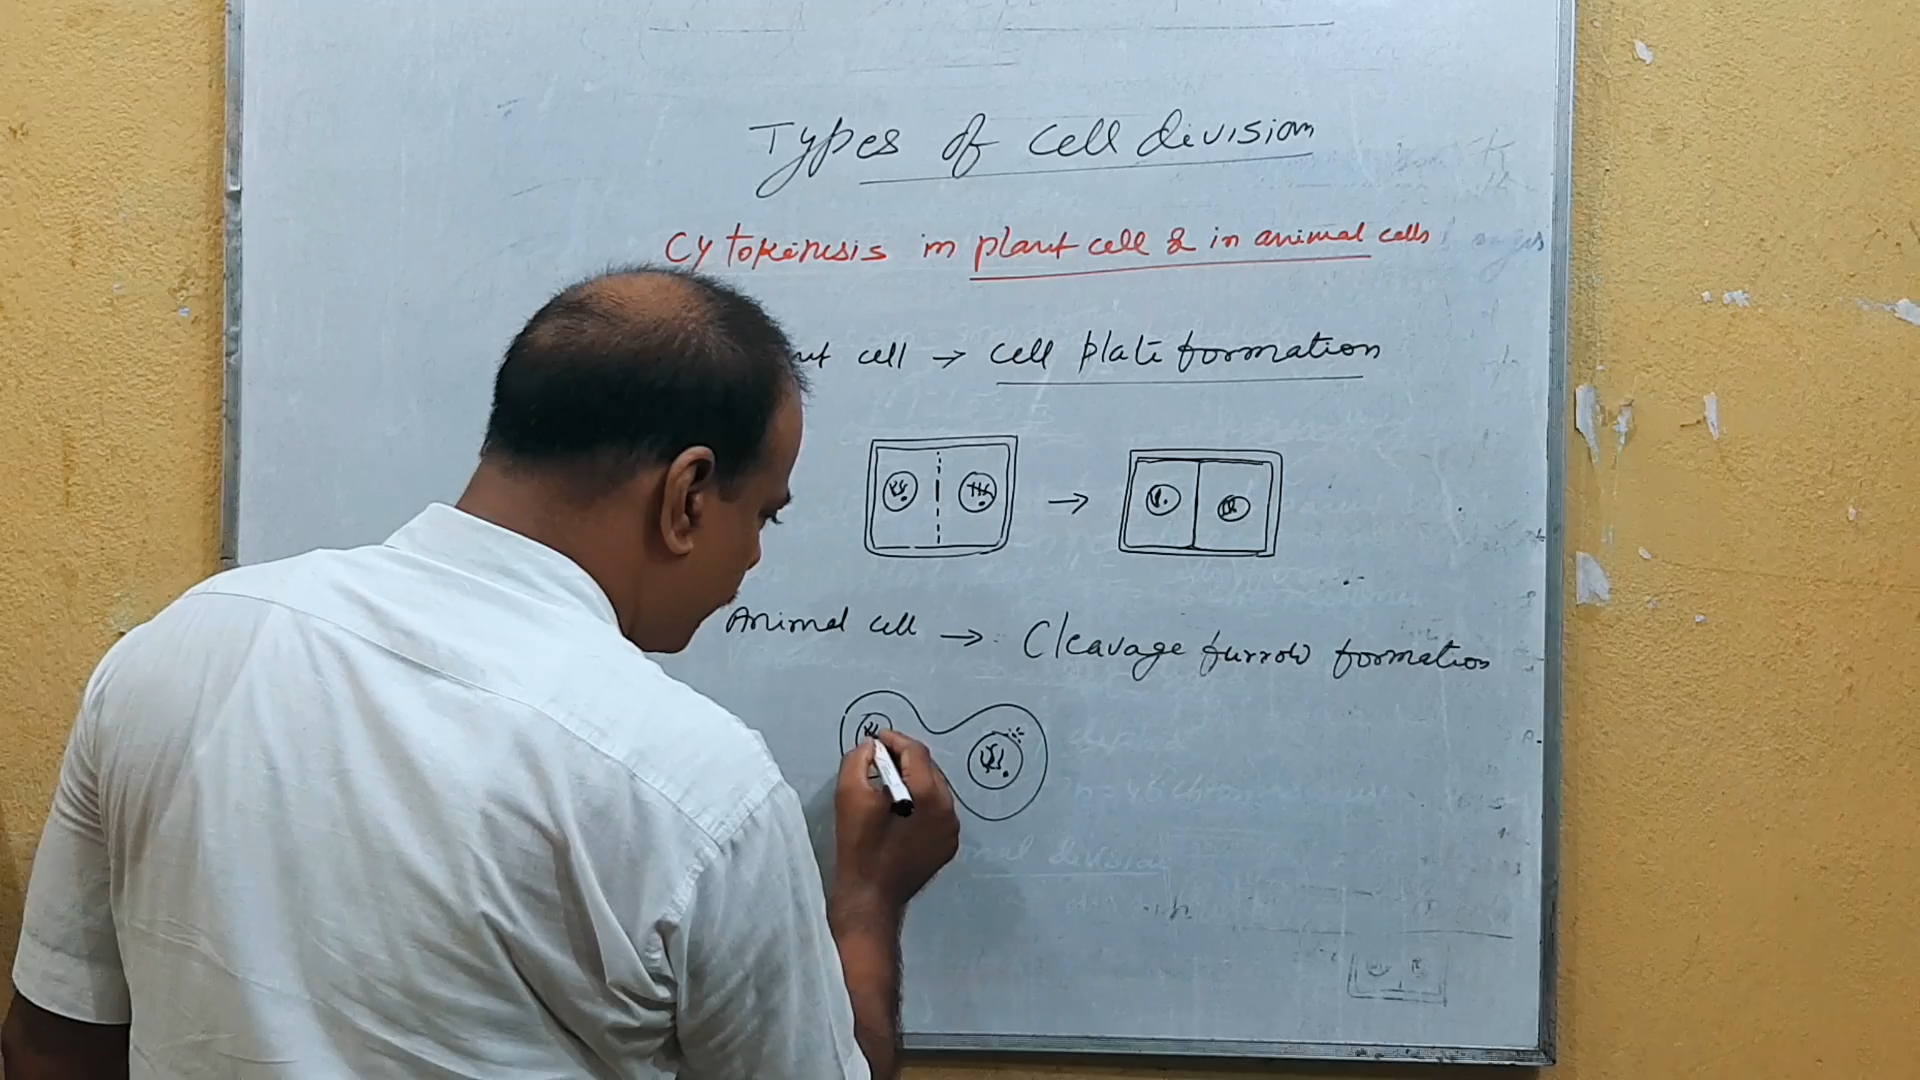 Types of cell division
Cytokinesis in plant cell & in animal cells
cell → cell plate formation
→
Animal cell → Cleavage furrow formation